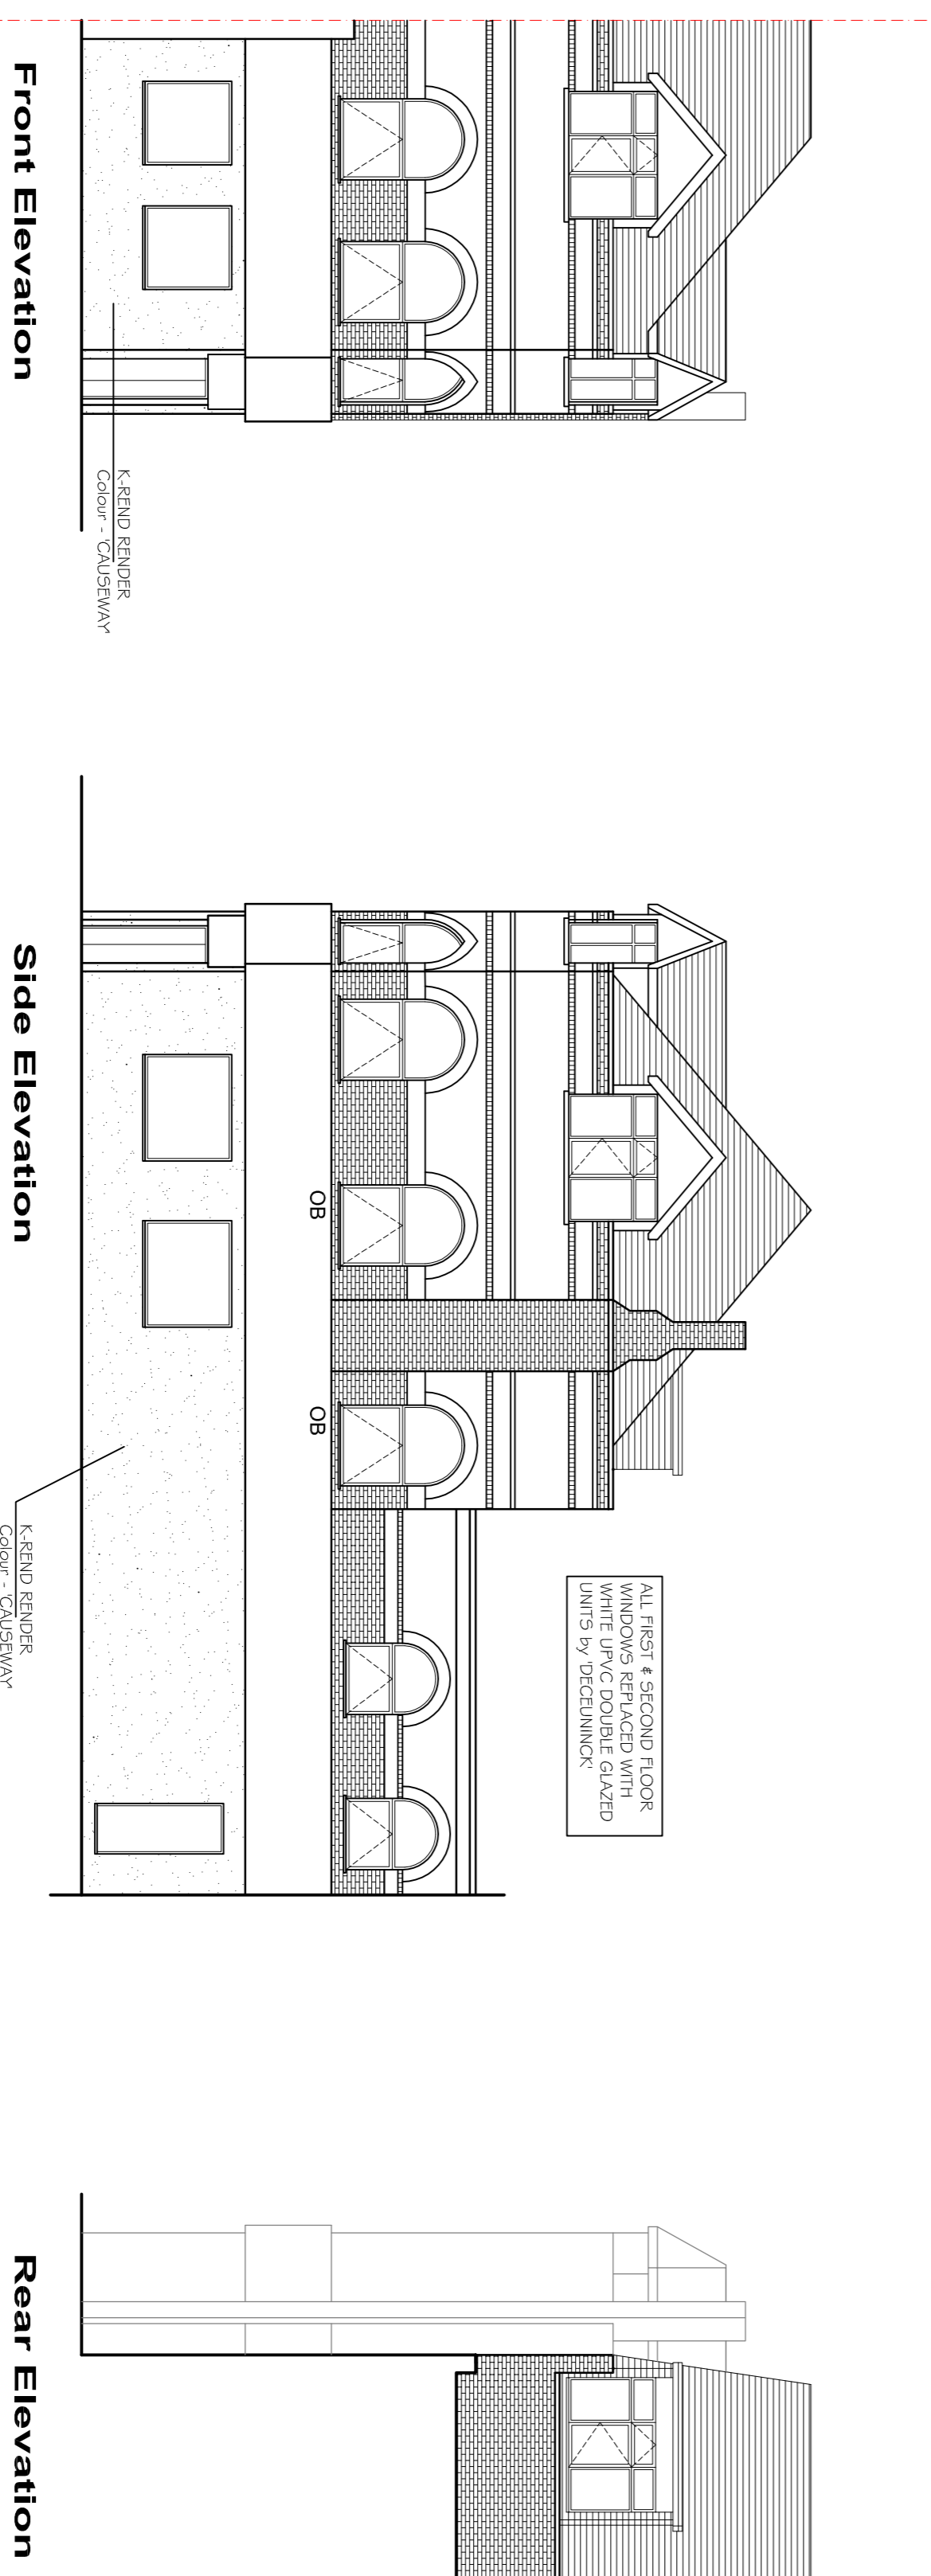 K-REND RENDER
Colour - 'CAUSEWAY'
Front Elevation
OB
OB
ALL FIRST & SECOND FLOOR
WINDOWS REPLACED WITH
WHITE UPVC DOUBLE GLAZED
UNITS by 'DECEUNINCK'
K-REND RENDER
Colour - 'CAUSEWAY'
Side Elevation
Rear Elevation